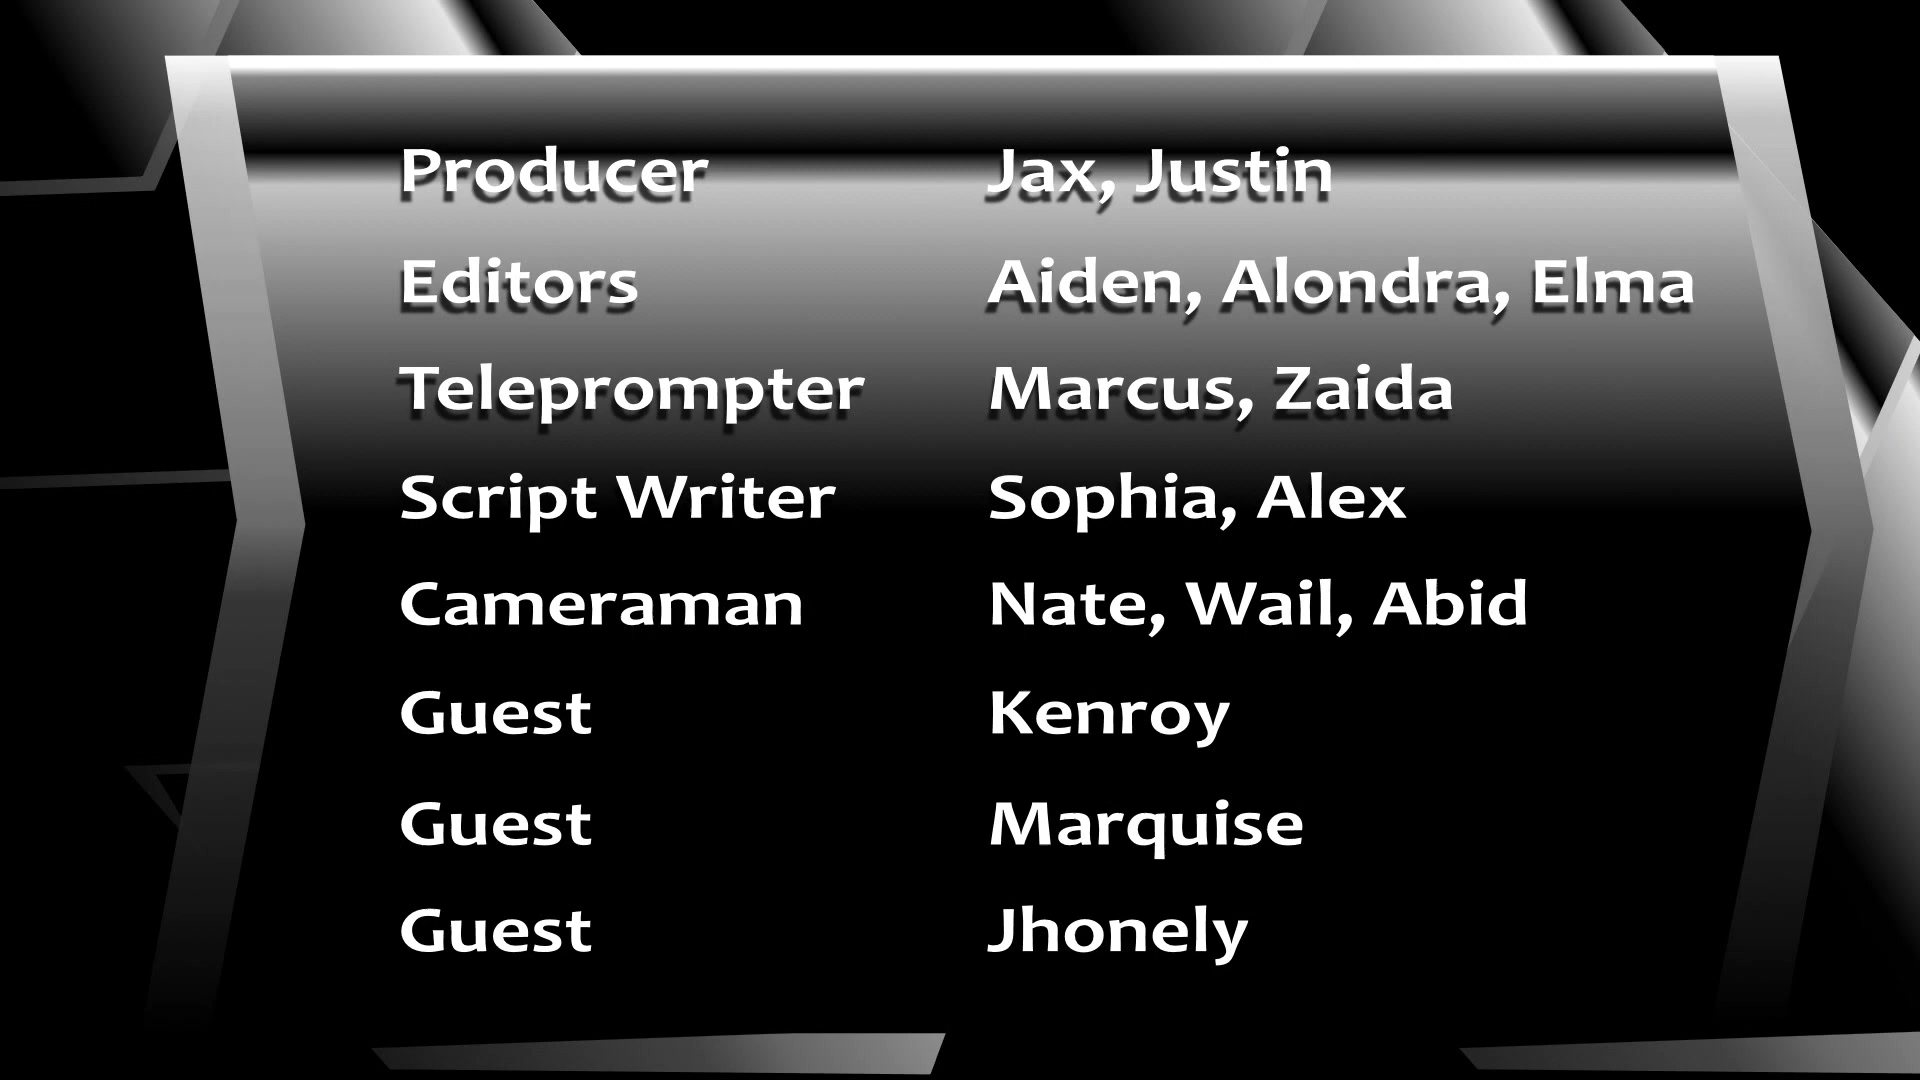 Producer Jax, Justin
Editors Aiden, Alondra, Elma
Teleprompter Marcus, Zaida
Script Writer Sophia, Alex
Cameraman Nate, Wail, Abid
Guest Kenroy
Guest Marquise
Guest Jhonely